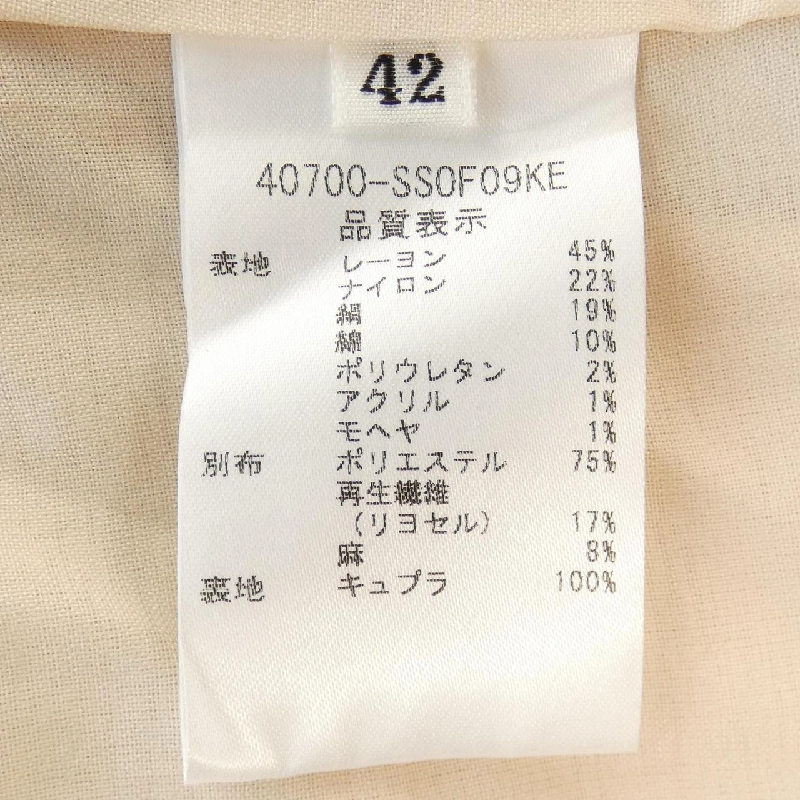 42
40700-SS0F09KE
品質表示
表地 レーヨン 45%
ナイロン 22%
絹 19%
綿 10%
ポリウレタン 2%
アクリル 1%
モヘヤ 1%
別布 ポリエステル 75%
再生繊維
(リヨセル) 17%
麻 8%
裏地 キュプラ 100%